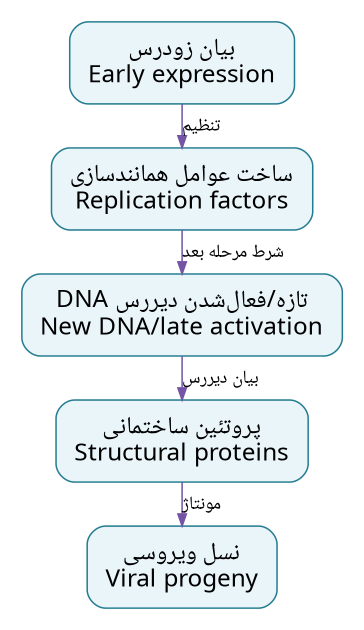 بیان زودرس
Early expression
تنظیم
ساخت عوامل همانندسازی
Replication factors
شرط مرحله بعد
DNA تازه/فعال‌شدن دیررس
New DNA/late activation
بیان دیررس
پروتئین ساختمانی
Structural proteins
مونتاژ
نسل ویروسی
Viral progeny